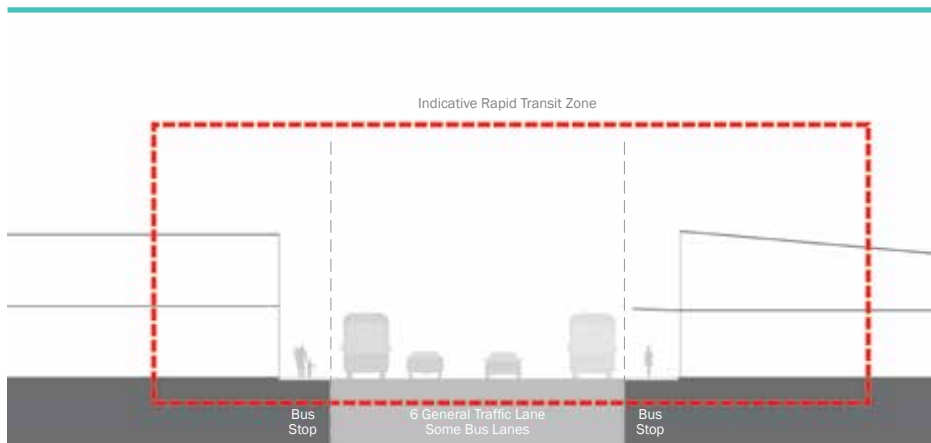 Indicative Rapid Transit Zone
Bus
Stop
6 General Traffic Lane
Some Bus Lanes
Bus
Stop